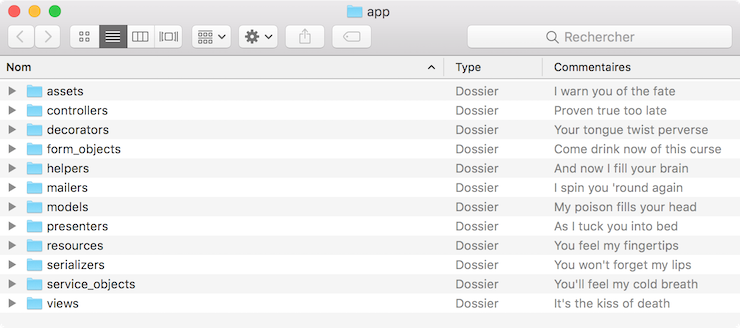 app
Rechercher
Nom Type Commentaires
assets Dossier I warn you of the fate
controllers Dossier Proven true too late
decorators Dossier Your tongue twist perverse
form_objects Dossier Come drink now of this curse
helpers Dossier And now I fill your brain
mailers Dossier I spin you 'round again
models Dossier My poison fills your head
presenters Dossier As I tuck you into bed
resources Dossier You feel my fingertips
serializers Dossier You won't forget my lips
service_objects Dossier You'll feel my cold breath
views Dossier It's the kiss of death